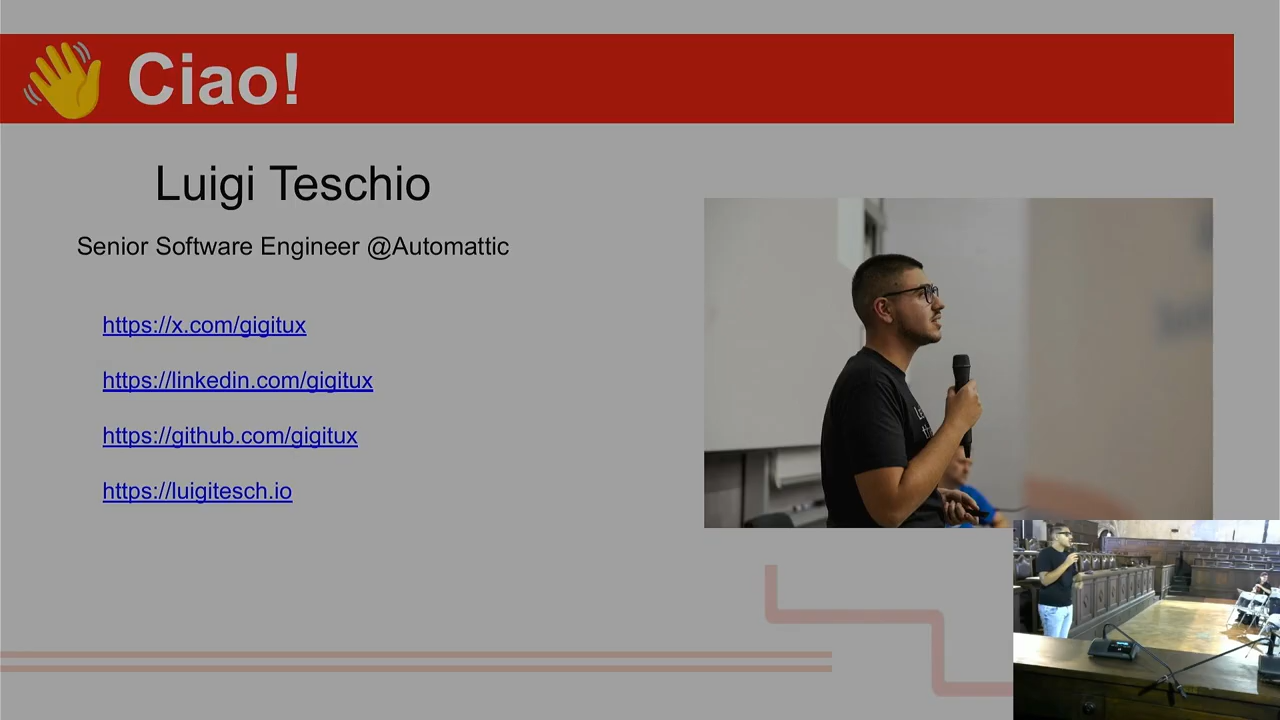 Ciao!
Luigi Teschio
Senior Software Engineer @Automattic
https://x.com/gigitux
https://linkedin.com/gigitux
https://github.com/gigitux
https://luigitesch.io